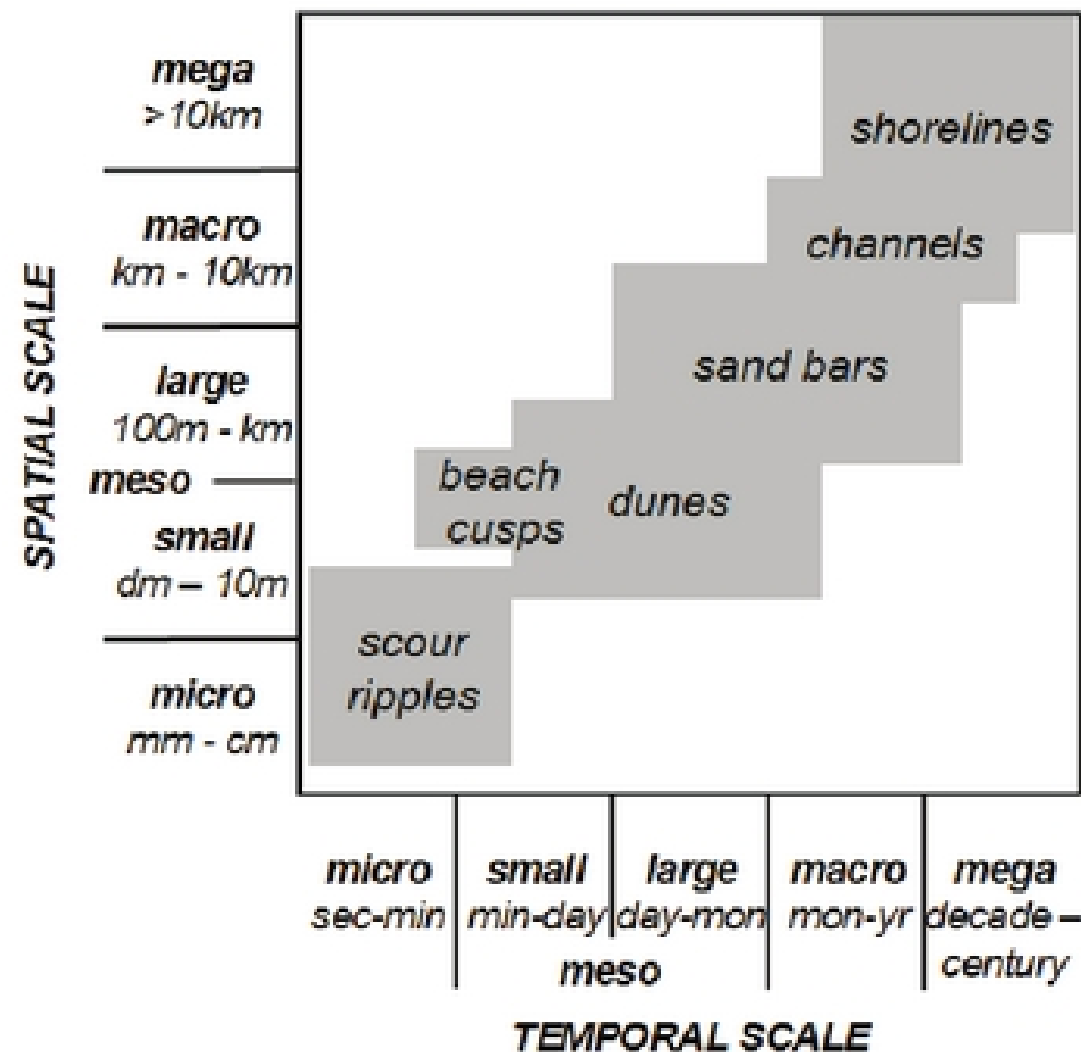 mega
>10km
shorelines
macro
km - 10km
channels
SPATIAL SCALE
large
100m - km
sand bars
meso
beach
cusps
dunes
small
dm – 10m
scour
ripples
micro
mm - cm
micro
sec-min
small
min-day
large
day-mon
macro
mon-yr
mega
decade –
century
meso
TEMPORAL SCALE